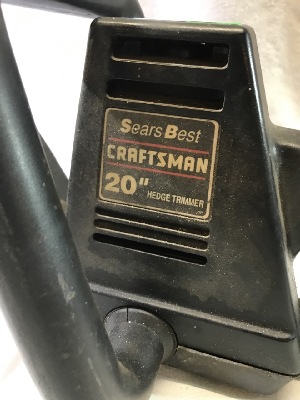 Sears Best
CRAFTSMAN
20" HEDGE TRIMMER